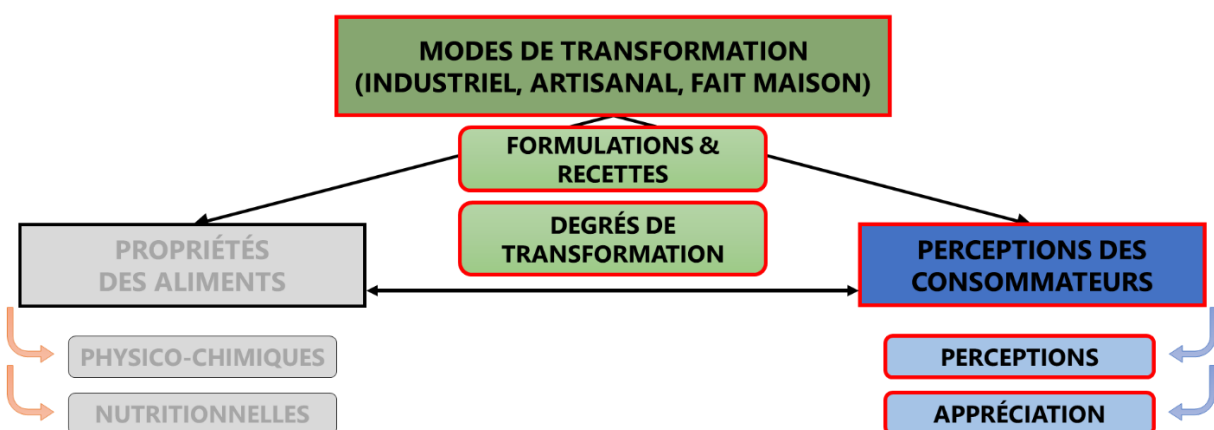 MODES DE TRANSFORMATION
(INDUSTRIEL, ARTISANAL, FAIT MAISON)
FORMULATIONS &
RECETTES
DEGRÉS DE
TRANSFORMATION
PROPRIÉTÉS
DES ALIMENTS
PERCEPTIONS DES
CONSOMMATEURS
PHYSICO-CHIMIQUES
PERCEPTIONS
NUTRITIONNELLES
APPRÉCIATION